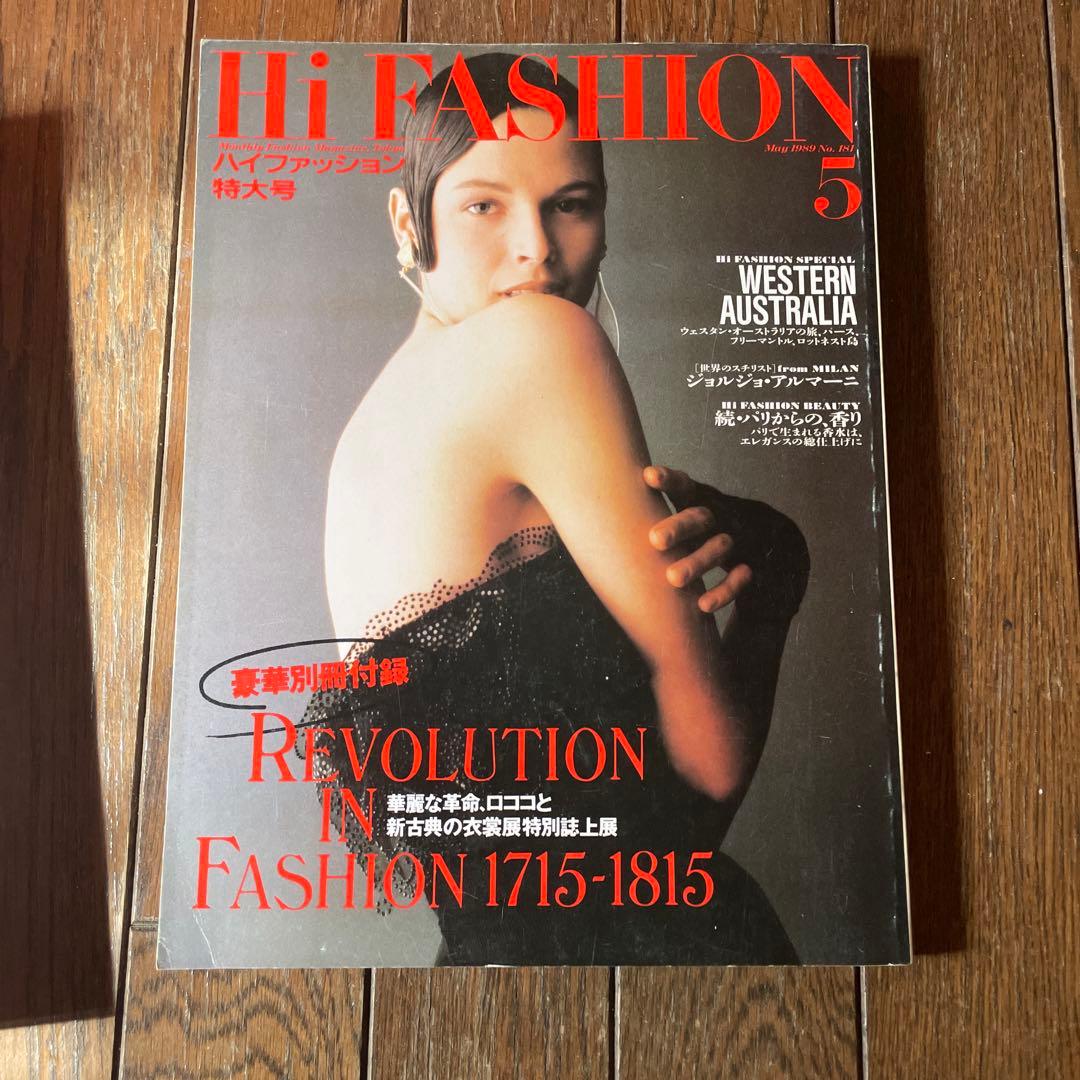 Hi FASHION
Monthly Fashion Magazine, Tokyo
May 1989 No. 181
ハイファッション
特大号
5
Hi FASHION SPECIAL
WESTERN
AUSTRALIA
ウェスタン・オーストラリアの旅、パース、
フリーマントル、ロットネスト島
[世界のスチリスト] from MILAN
ジョルジョ・アルマーニ
Hi FASHION BEAUTY
続・パリからの、香り
パリで生まれる香水は、
エレガンスの総仕上げに
豪華別冊付録
REVOLUTION
IN
華麗な革命、ロココと
新古典の衣裳展特別誌上展
FASHION 1715-1815